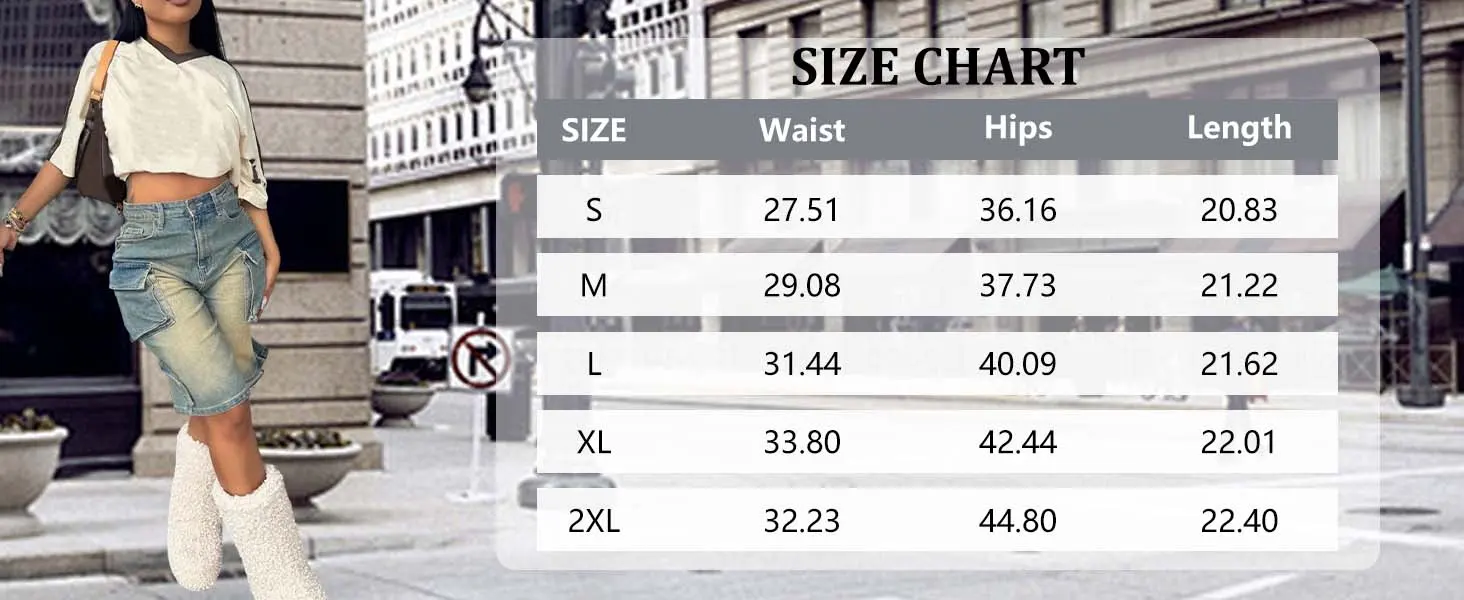 SIZE CHART
SIZE Waist Hips Length
S 27.51 36.16 20.83
M 29.08 37.73 21.22
L 31.44 40.09 21.62
XL 33.80 42.44 22.01
2XL 32.23 44.80 22.40